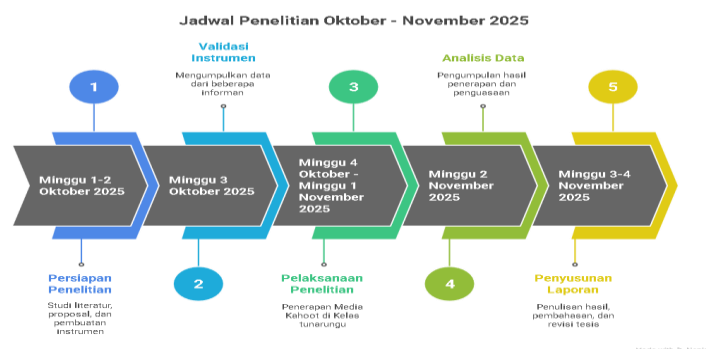 Jadwal Penelitian Oktober - November 2025
1
Validasi
Instrumen
Mengumpulkan data
dari beberapa
informan
3
Analisis Data
Pengumpulan hasil
penerapan dan
penguasaan
5
Minggu 1-2
Oktober 2025
Minggu 3
Oktober 2025
Minggu 4
Oktober -
Minggu 1
November
2025
Minggu 2
November
2025
Minggu 3-4
November
2025
Persiapan
Penelitian
Studi literatur,
proposal, dan
pembuatan
instrumen
2
Pelaksanaan
Penelitian
Penerapan Media
Kahoot di Kelas
tunarungu
4
Penyusunan
Laporan
Penulisan hasil,
pembahasan, dan
revisi tesis